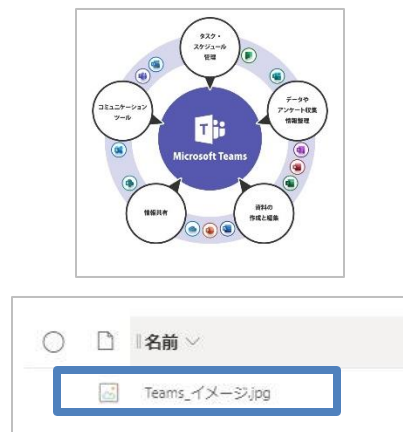 タスク・
スケジュール
管理
コミュニケーション
ツール
データや
アンケート収集
情報整理
Microsoft Teams
情報共有
資料の
作成と編集
名前
Teams_イメージ.jpg